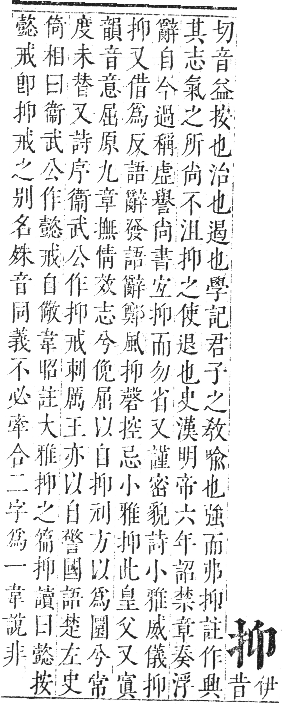 抑
伊昔
切音益按也治也遏也學記君子之敎喩也強而弗抑註作興
其志氣之所尚不沮抑之使退也史漢明帝六年詔禁章奏浮
辭自今過稱虛譽尚書宜抑而勿省又謹密貌詩小雅威儀抑
抑又借爲反語辭發語辭鄭風抑磬控忌小雅抑此皇父又寘
韻音意屈原九章撫情效志兮俛屈以自抑刓方以爲圜兮常
度未替又詩序衞武公作抑戒刺厲王亦以自警國語楚左史
倚相曰衞武公作懿戒自儆韋昭註大雅抑之篇抑讀曰懿按
懿戒卽抑戒之別名殊音同義不必牽合二字爲一韋說非